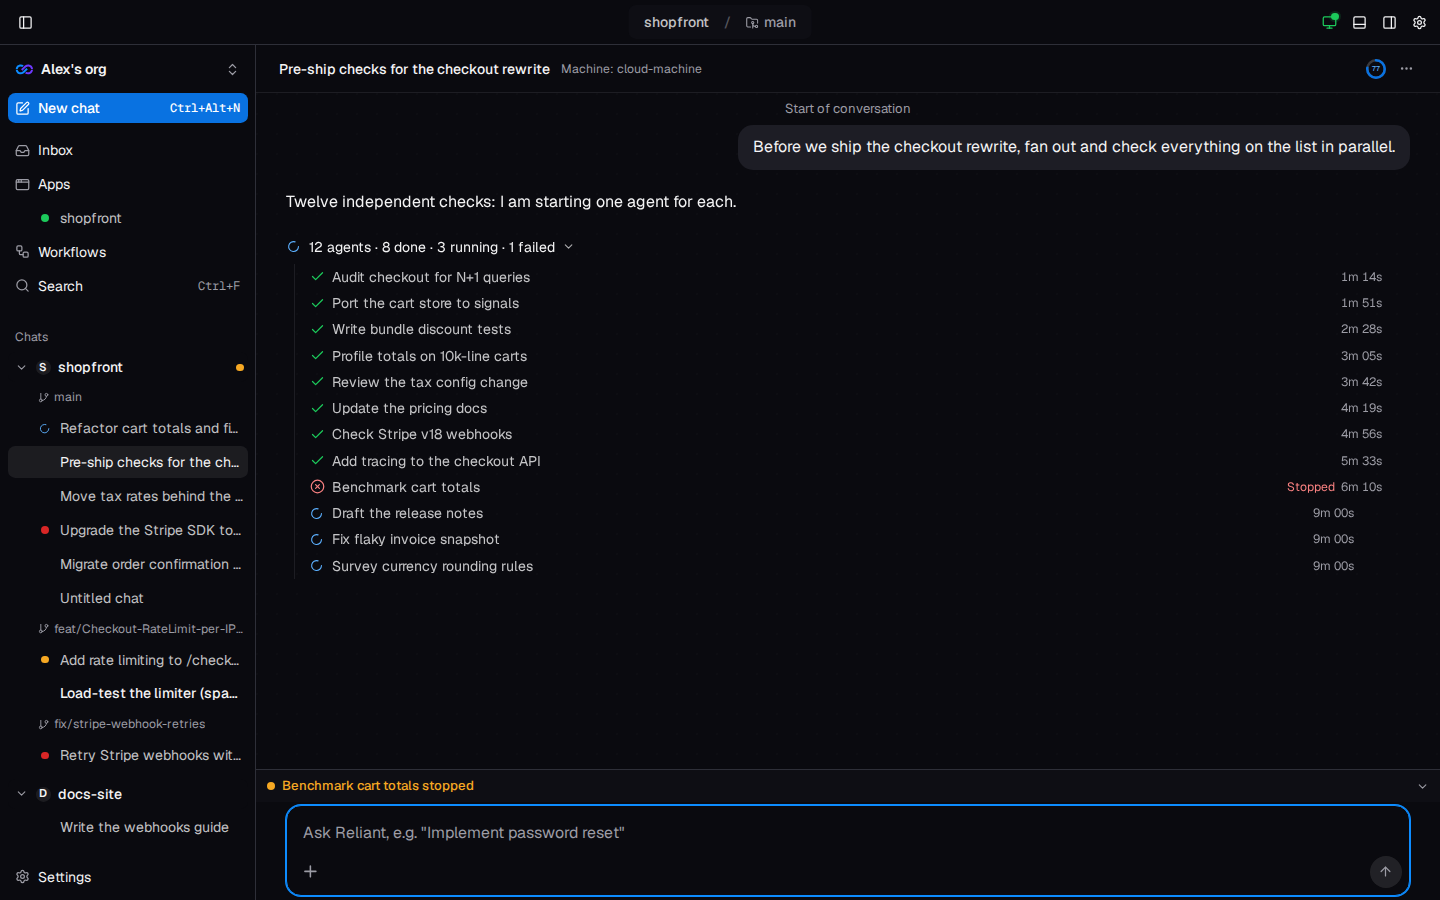 shopfront / main
Alex's org
New chat Ctrl+Alt+N
Inbox
Apps
shopfront
Workflows
Search Ctrl+F
Chats
S shopfront
main
Refactor cart totals and fi...
Pre-ship checks for the ch...
Move tax rates behind the ...
Upgrade the Stripe SDK to...
Migrate order confirmation ...
Untitled chat
feat/Checkout-RateLimit-per-IP...
Add rate limiting to /check...
Load-test the limiter (spa...
fix/stripe-webhook-retries
Retry Stripe webhooks wit...
D docs-site
Write the webhooks guide
Settings
Pre-ship checks for the checkout rewrite Machine: cloud-machine
77
Start of conversation
Before we ship the checkout rewrite, fan out and check everything on the list in parallel.
Twelve independent checks: I am starting one agent for each.
12 agents · 8 done · 3 running · 1 failed
Audit checkout for N+1 queries 1m 14s
Port the cart store to signals 1m 51s
Write bundle discount tests 2m 28s
Profile totals on 10k-line carts 3m 05s
Review the tax config change 3m 42s
Update the pricing docs 4m 19s
Check Stripe v18 webhooks 4m 56s
Add tracing to the checkout API 5m 33s
Benchmark cart totals Stopped 6m 10s
Draft the release notes 9m 00s
Fix flaky invoice snapshot 9m 00s
Survey currency rounding rules 9m 00s
Benchmark cart totals stopped
Ask Reliant, e.g. "Implement password reset"